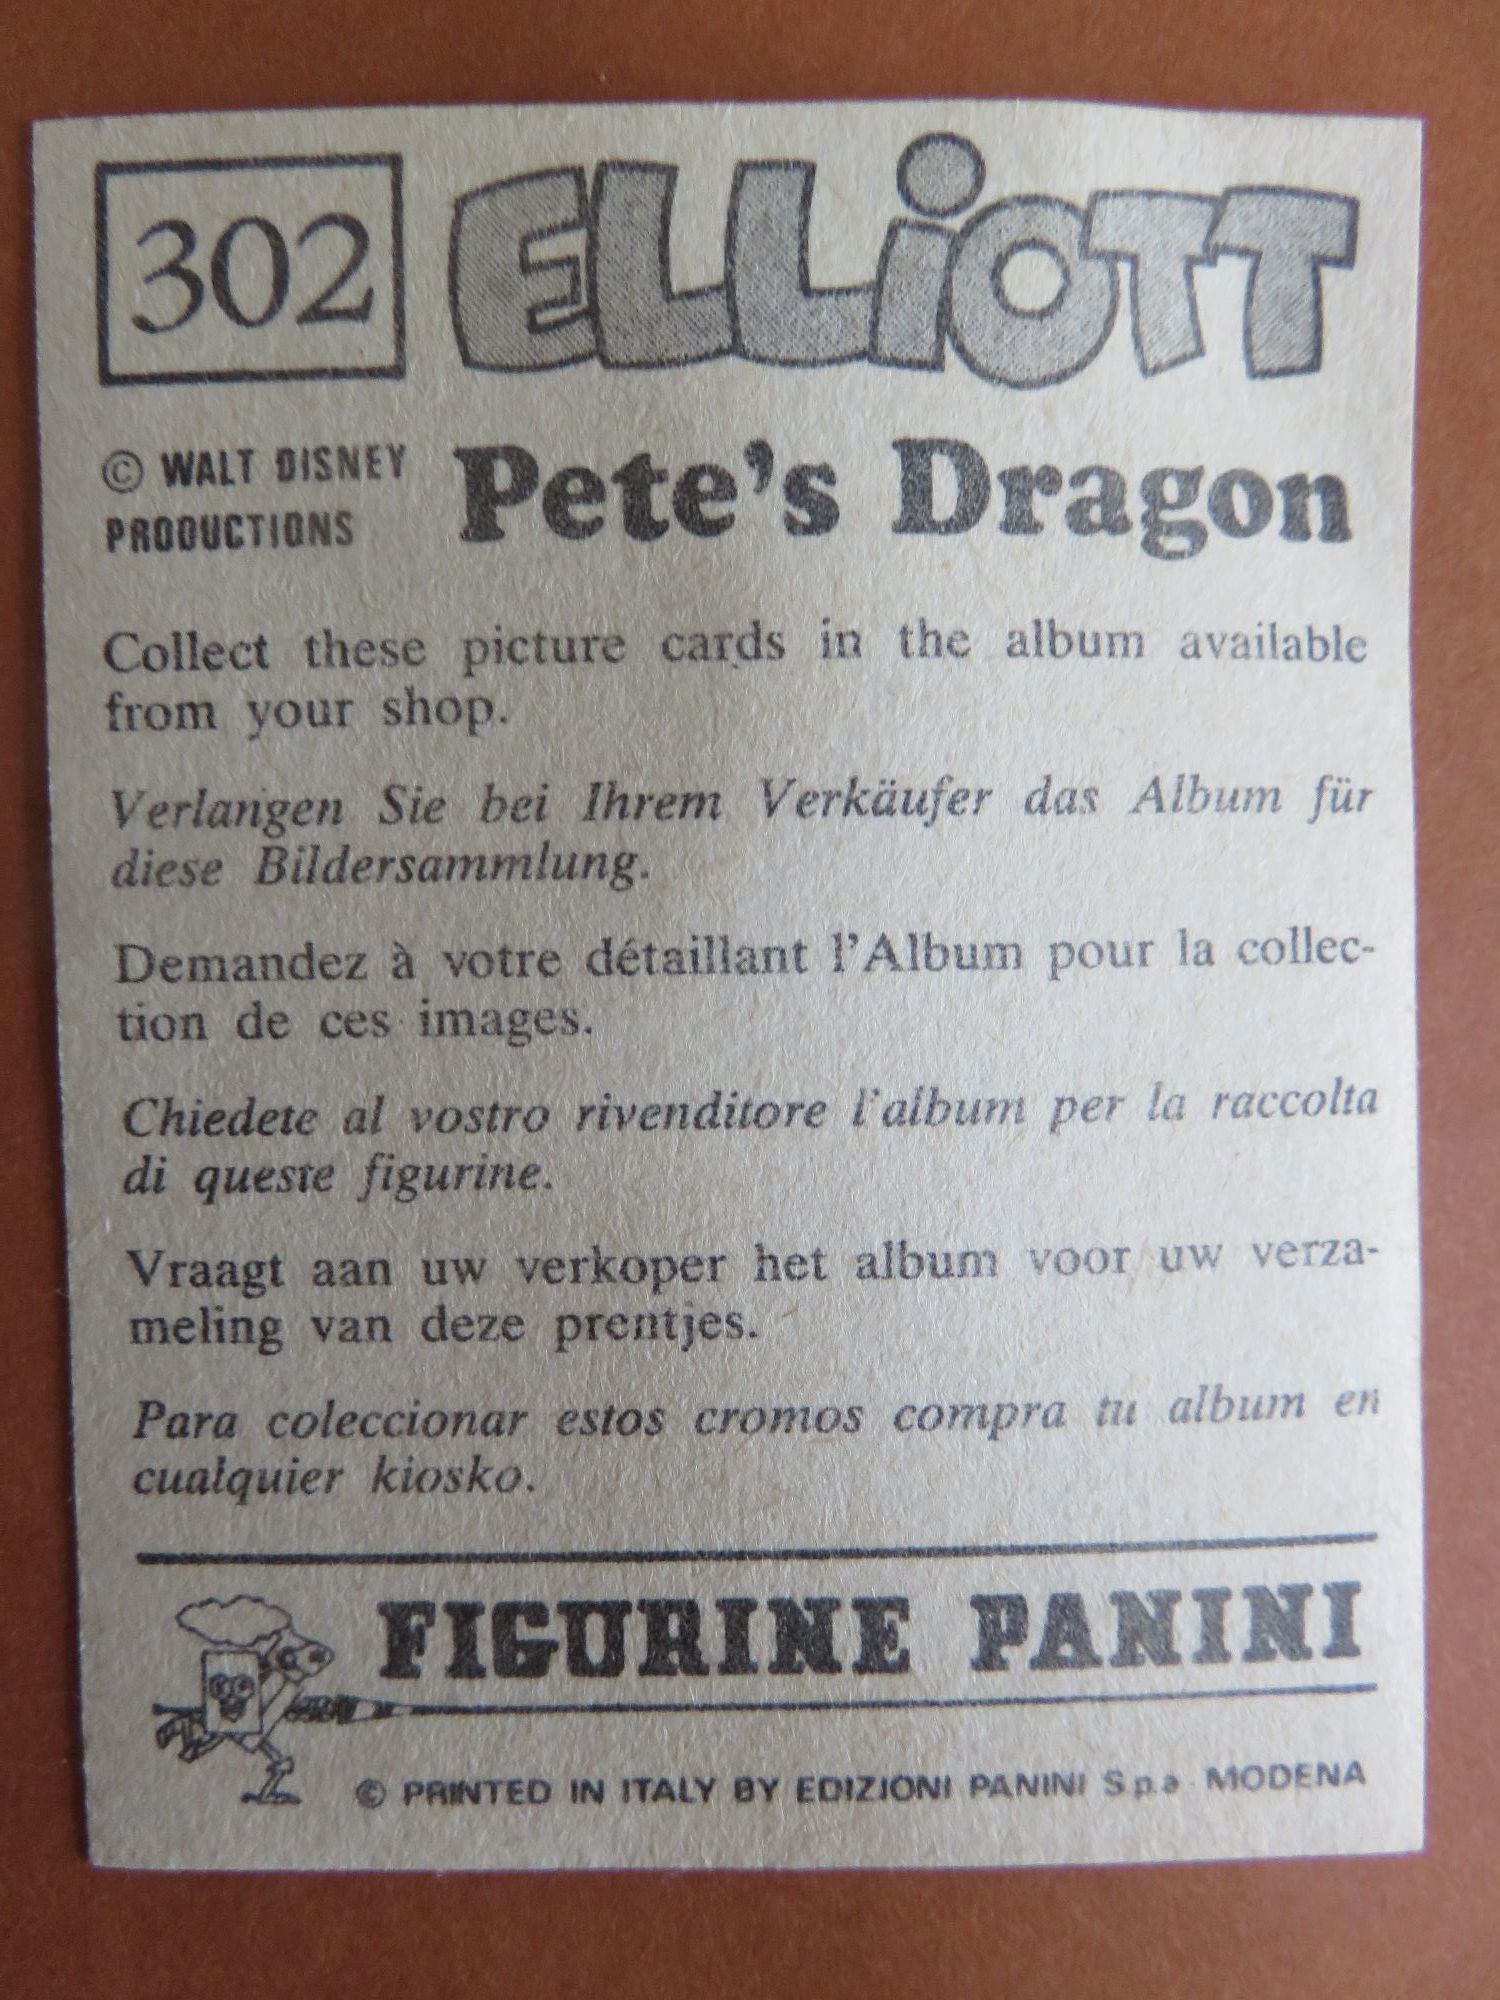 302
ELLiOTT
© WALT DISNEY
PRODUCTIONS
Pete's Dragon
Collect these picture cards in the album available
from your shop.
Verlangen Sie bei Ihrem Verkäufer das Album für
diese Bildersammlung.
Demandez à votre détaillant l'Album pour la collec-
tion de ces images.
Chiedete al vostro rivenditore l'album per la raccolta
di queste figurine.
Vraagt aan uw verkoper het album voor uw verza-
meling van deze prentjes.
Para coleccionar estos cromos compra tu album en
cualquier kiosko.
FIGURINE PANINI
© PRINTED IN ITALY BY EDIZIONI PANINI S.p.a. MODENA